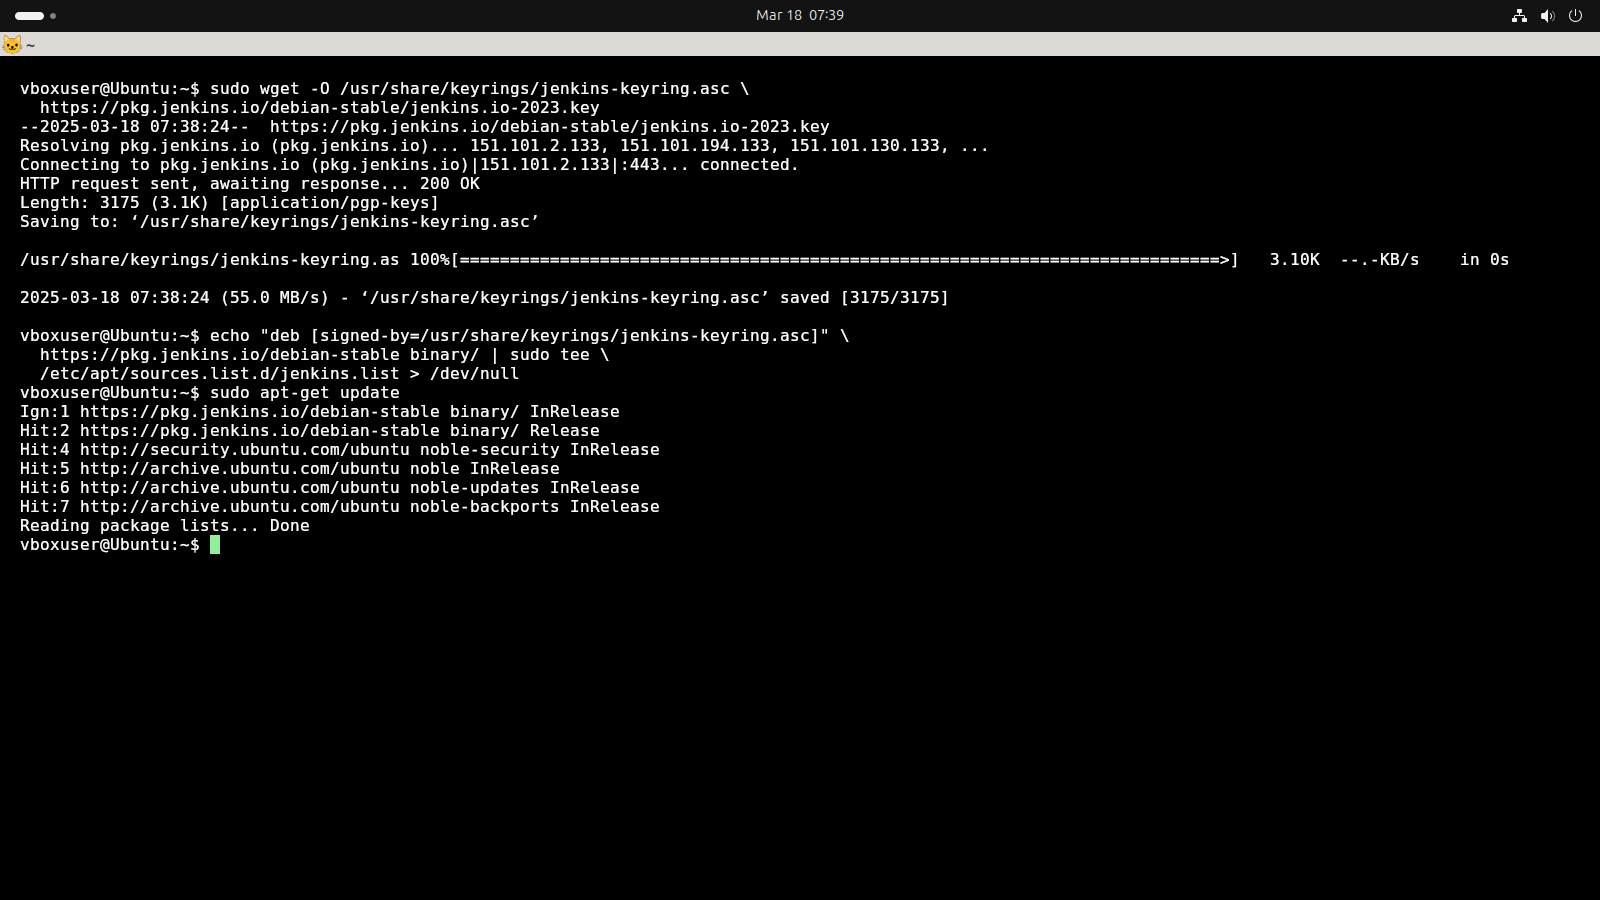 Mar 18 07:39
~
vboxuser@Ubuntu:~$ sudo wget -O /usr/share/keyrings/jenkins-keyring.asc \
  https://pkg.jenkins.io/debian-stable/jenkins.io-2023.key
--2025-03-18 07:38:24--  https://pkg.jenkins.io/debian-stable/jenkins.io-2023.key
Resolving pkg.jenkins.io (pkg.jenkins.io)... 151.101.2.133, 151.101.194.133, 151.101.130.133, ...
Connecting to pkg.jenkins.io (pkg.jenkins.io)|151.101.2.133|:443... connected.
HTTP request sent, awaiting response... 200 OK
Length: 3175 (3.1K) [application/pgp-keys]
Saving to: ‘/usr/share/keyrings/jenkins-keyring.asc’
/usr/share/keyrings/jenkins-keyring.as 100%[============================================================================>]   3.10K  --.-KB/s    in 0s
2025-03-18 07:38:24 (55.0 MB/s) - ‘/usr/share/keyrings/jenkins-keyring.asc’ saved [3175/3175]
vboxuser@Ubuntu:~$ echo "deb [signed-by=/usr/share/keyrings/jenkins-keyring.asc]" \
  https://pkg.jenkins.io/debian-stable binary/ | sudo tee \
  /etc/apt/sources.list.d/jenkins.list > /dev/null
vboxuser@Ubuntu:~$ sudo apt-get update
Ign:1 https://pkg.jenkins.io/debian-stable binary/ InRelease
Hit:2 https://pkg.jenkins.io/debian-stable binary/ Release
Hit:4 http://security.ubuntu.com/ubuntu noble-security InRelease
Hit:5 http://archive.ubuntu.com/ubuntu noble InRelease
Hit:6 http://archive.ubuntu.com/ubuntu noble-updates InRelease
Hit:7 http://archive.ubuntu.com/ubuntu noble-backports InRelease
Reading package lists... Done
vboxuser@Ubuntu:~$